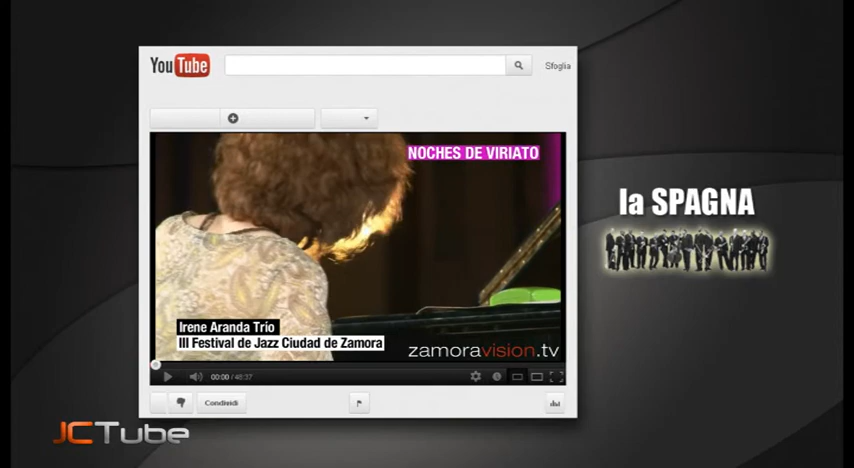 YouTube
Sfoglia
NOCHES DE VIRIATO
la SPAGNA
Irene Aranda Trío
III Festival de Jazz Ciudad de Zamora
zamoravision.tv
00:00 / 48:37
Condividi
JCTube